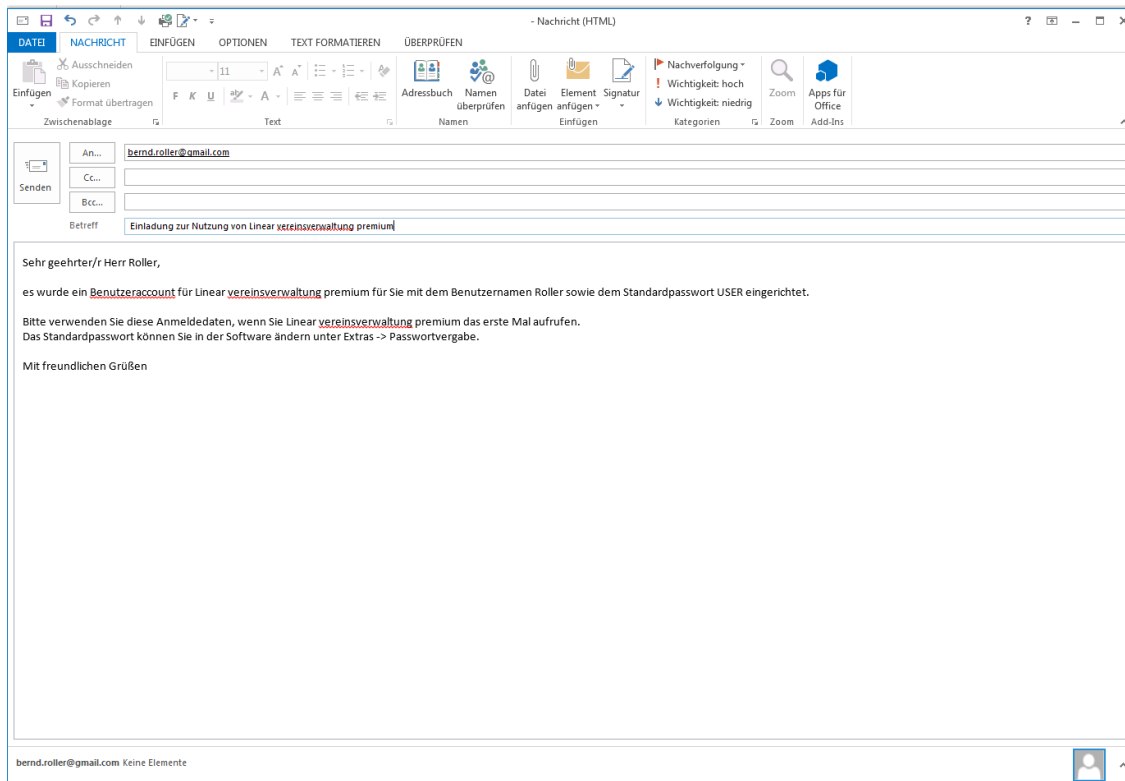 - Nachricht (HTML)
?
DATEI NACHRICHT EINFÜGEN OPTIONEN TEXT FORMATIEREN ÜBERPRÜFEN
Einfügen
Ausschneiden
Kopieren
Format übertragen
Zwischenablage
11
A A
F K U aby A
Text
Adressbuch
Namen überprüfen
Namen
Datei anfügen
Element anfügen
Signatur
Einfügen
Nachverfolgung
! Wichtigkeit: hoch
Wichtigkeit: niedrig
Kategorien
Zoom
Zoom
Apps für Office
Add-Ins
Senden
An... bernd.roller@gmail.com
Cc...
Bcc...
Betreff Einladung zur Nutzung von Linear vereinsverwaltung premium
Sehr geehrter/r Herr Roller,
es wurde ein Benutzeraccount für Linear vereinsverwaltung premium für Sie mit dem Benutzernamen Roller sowie dem Standardpasswort USER eingerichtet.
Bitte verwenden Sie diese Anmeldedaten, wenn Sie Linear vereinsverwaltung premium das erste Mal aufrufen.
Das Standardpasswort können Sie in der Software ändern unter Extras -> Passwortvergabe.
Mit freundlichen Grüßen
bernd.roller@gmail.com Keine Elemente